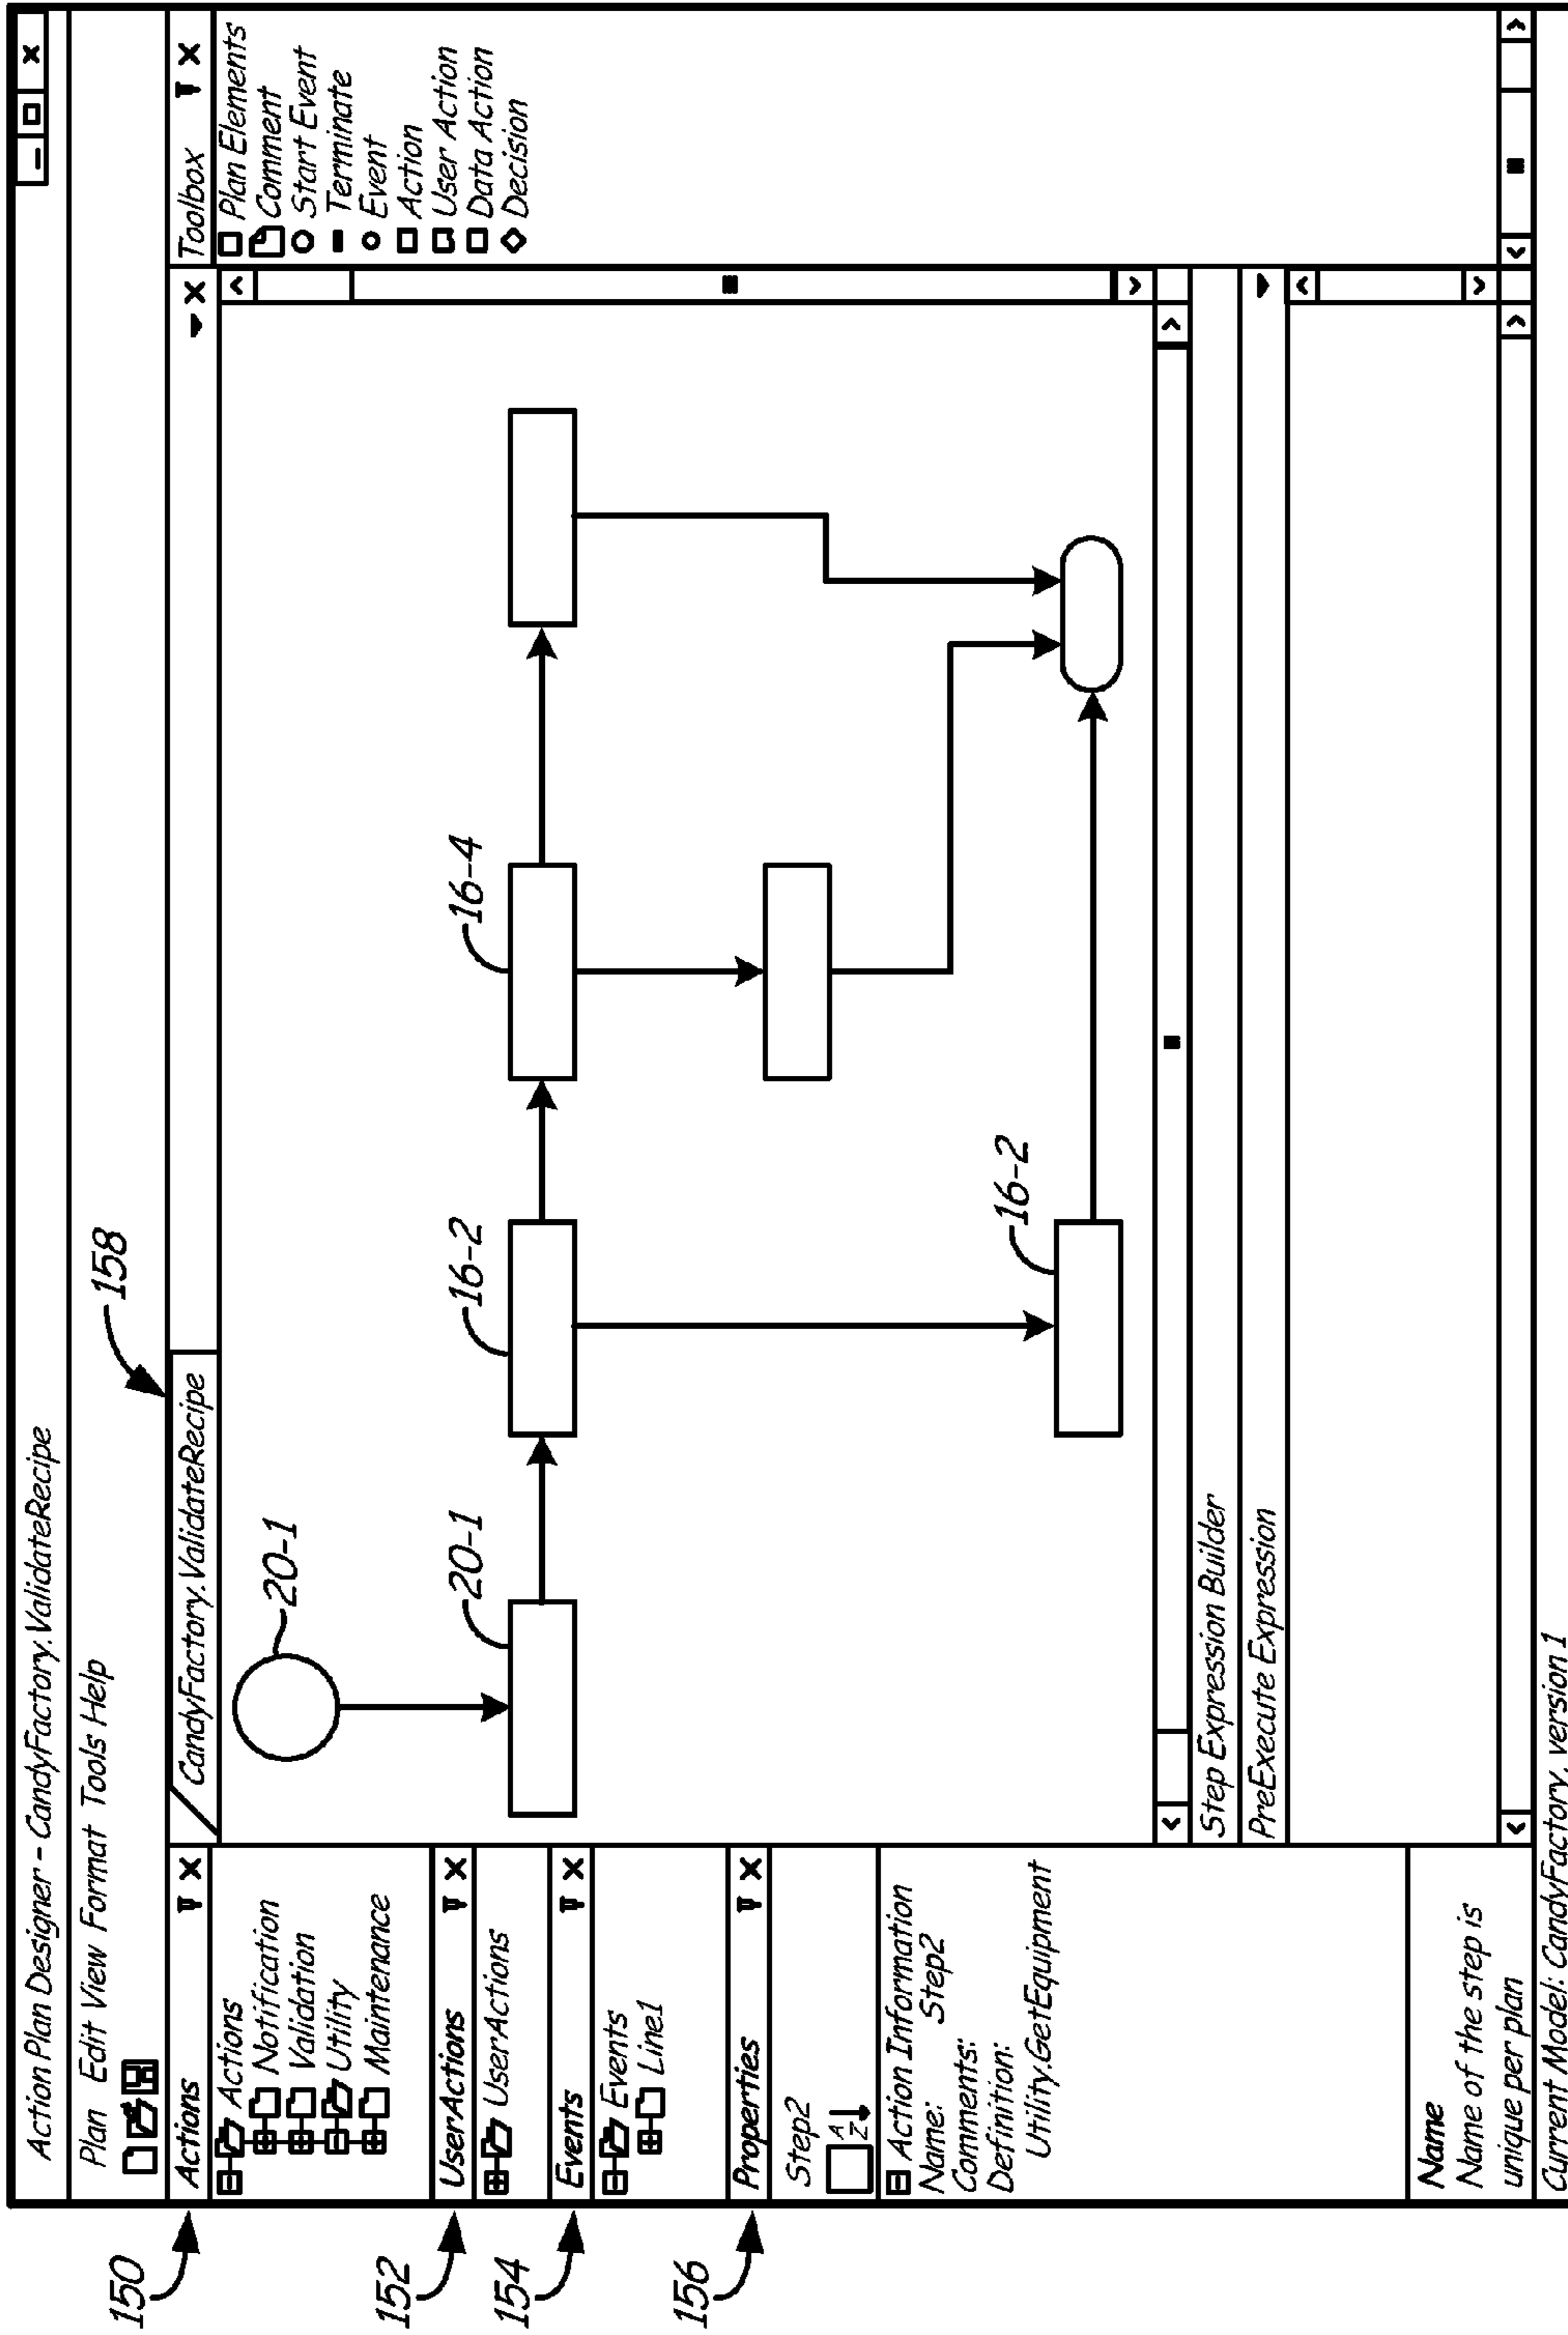 Action Plan Designer - CandyFactory.ValidateRecipe
Plan Edit View Format Tools Help
158
150
Actions
Actions
Notification
Validation
Utility
Maintenance
152
UserActions
UserActions
154
Events
Events
Line1
156
Properties
Step2
A
Z
Action Information
Name: Step2
Comments:
Definition:
Utility.GetEquipment
Name
Name of the step is
unique per plan
CandyFactory.ValidateRecipe
20-1
20-1
16-2
16-4
16-2
Step Expression Builder
PreExecute Expression
Toolbox
Plan Elements
Comment
Start Event
Terminate
Event
Action
User Action
Data Action
Decision
Current Model: CandyFactory, version 1